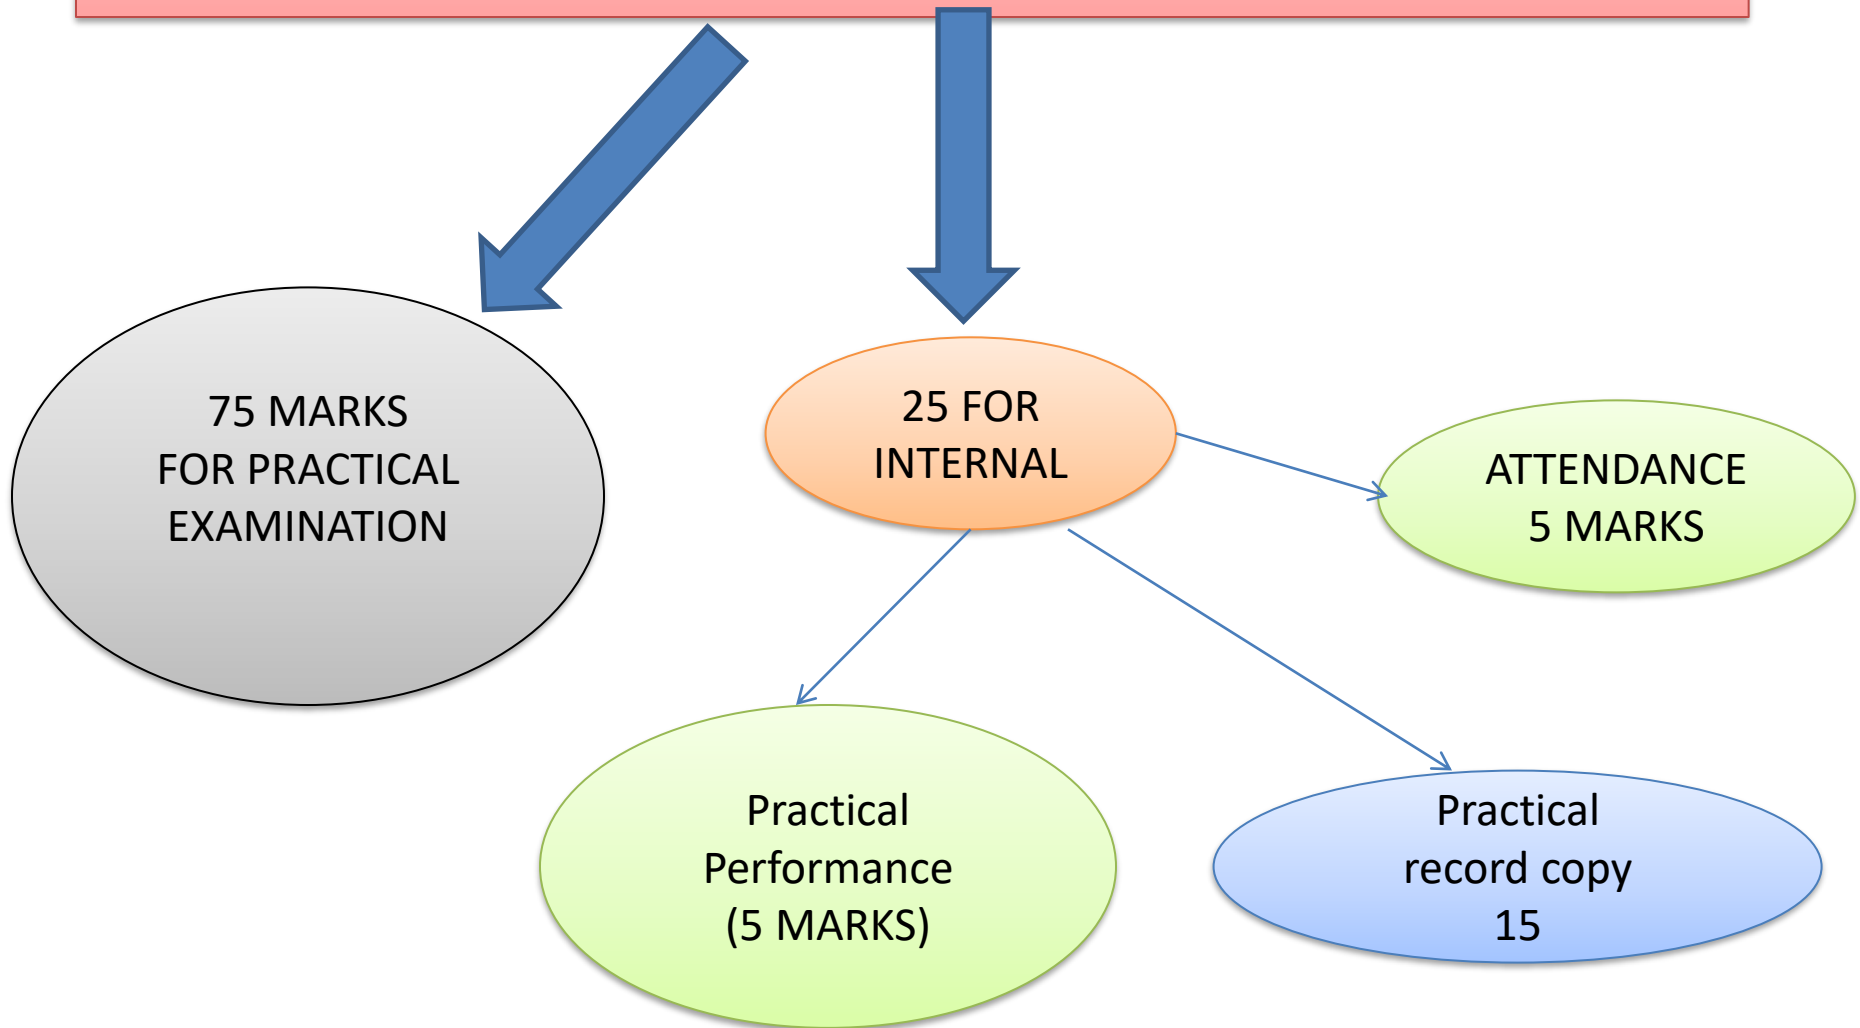 75 MARKS
FOR PRACTICAL
EXAMINATION
25 FOR
INTERNAL
ATTENDANCE
5 MARKS
Practical
Performance
(5 MARKS)
Practical
record copy
15